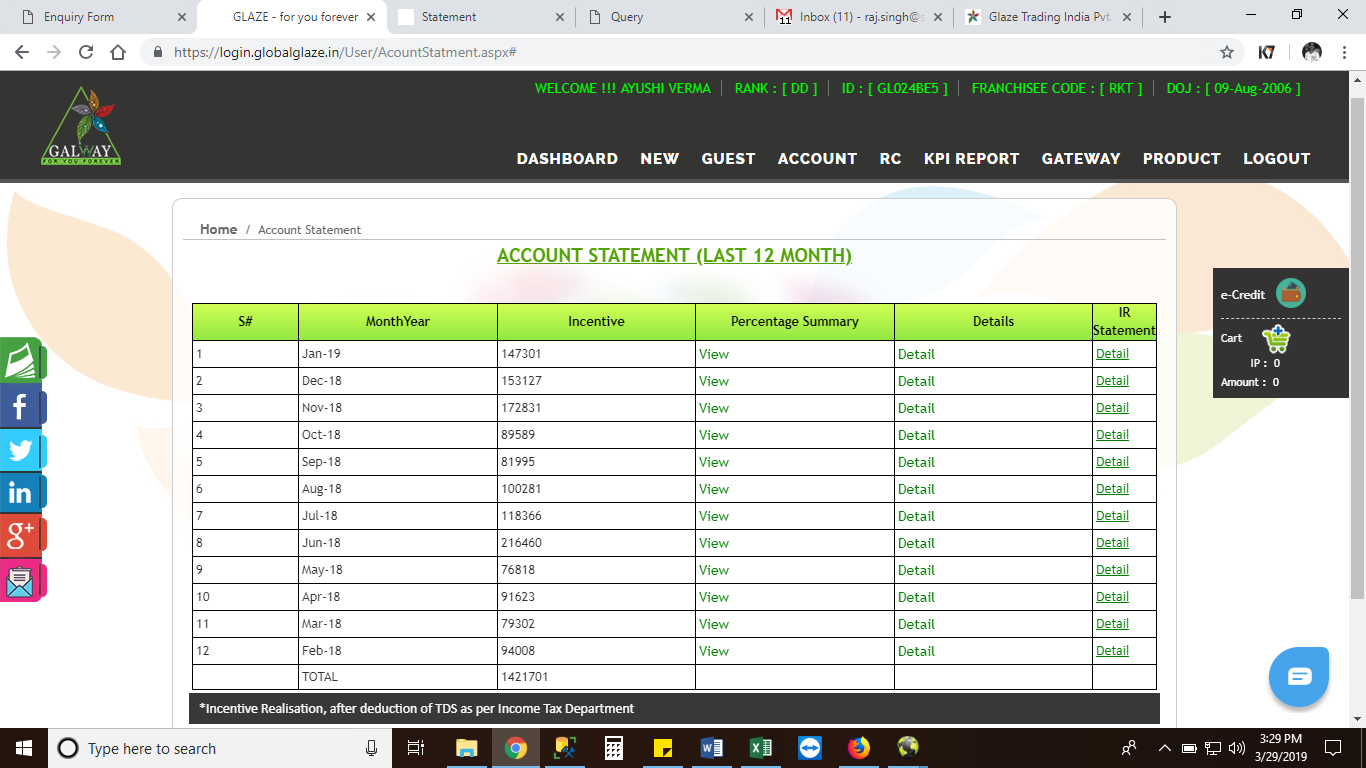 Enquiry Form
GLAZE - for you forever
Statement
Query
11 Inbox (11) - raj.singh@s
Glaze Trading India Pvt.
https://login.globalglaze.in/User/AcountStatment.aspx#
K7
WELCOME !!! AYUSHI VERMA RANK : [ DD ] ID : [ GL024BE5 ] FRANCHISEE CODE : [ RKT ] DOJ : [ 09-Aug-2006 ]
GALWAY
FOR YOU FOREVER
DASHBOARD NEW GUEST ACCOUNT RC KPI REPORT GATEWAY PRODUCT LOGOUT
Home / Account Statement
ACCOUNT STATEMENT (LAST 12 MONTH)
S# MonthYear Incentive Percentage Summary Details IR Statement
1 Jan-19 147301 View Detail Detail
2 Dec-18 153127 View Detail Detail
3 Nov-18 172831 View Detail Detail
4 Oct-18 89589 View Detail Detail
5 Sep-18 81995 View Detail Detail
6 Aug-18 100281 View Detail Detail
7 Jul-18 118366 View Detail Detail
8 Jun-18 216460 View Detail Detail
9 May-18 76818 View Detail Detail
10 Apr-18 91623 View Detail Detail
11 Mar-18 79302 View Detail Detail
12 Feb-18 94008 View Detail Detail
TOTAL 1421701
*Incentive Realisation, after deduction of TDS as per Income Tax Department
e-Credit
Cart
IP : 0
Amount : 0
f
in
g+
Type here to search
3:29 PM
3/29/2019